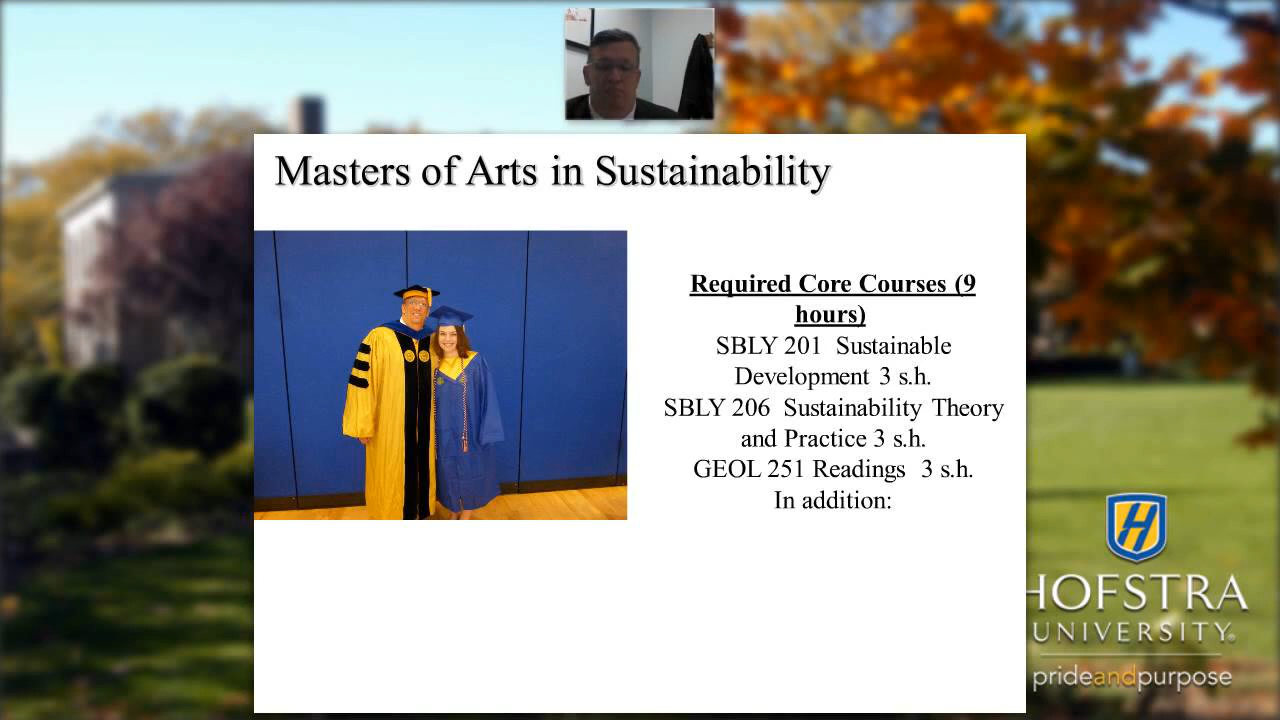 Masters of Arts in Sustainability
Required Core Courses (9
hours)
SBLY 201 Sustainable
Development 3 s.h.
SBLY 206 Sustainability Theory
and Practice 3 s.h.
GEOL 251 Readings 3 s.h.
In addition:
H
HOFSTRA
UNIVERSITY®
prideandpurpose